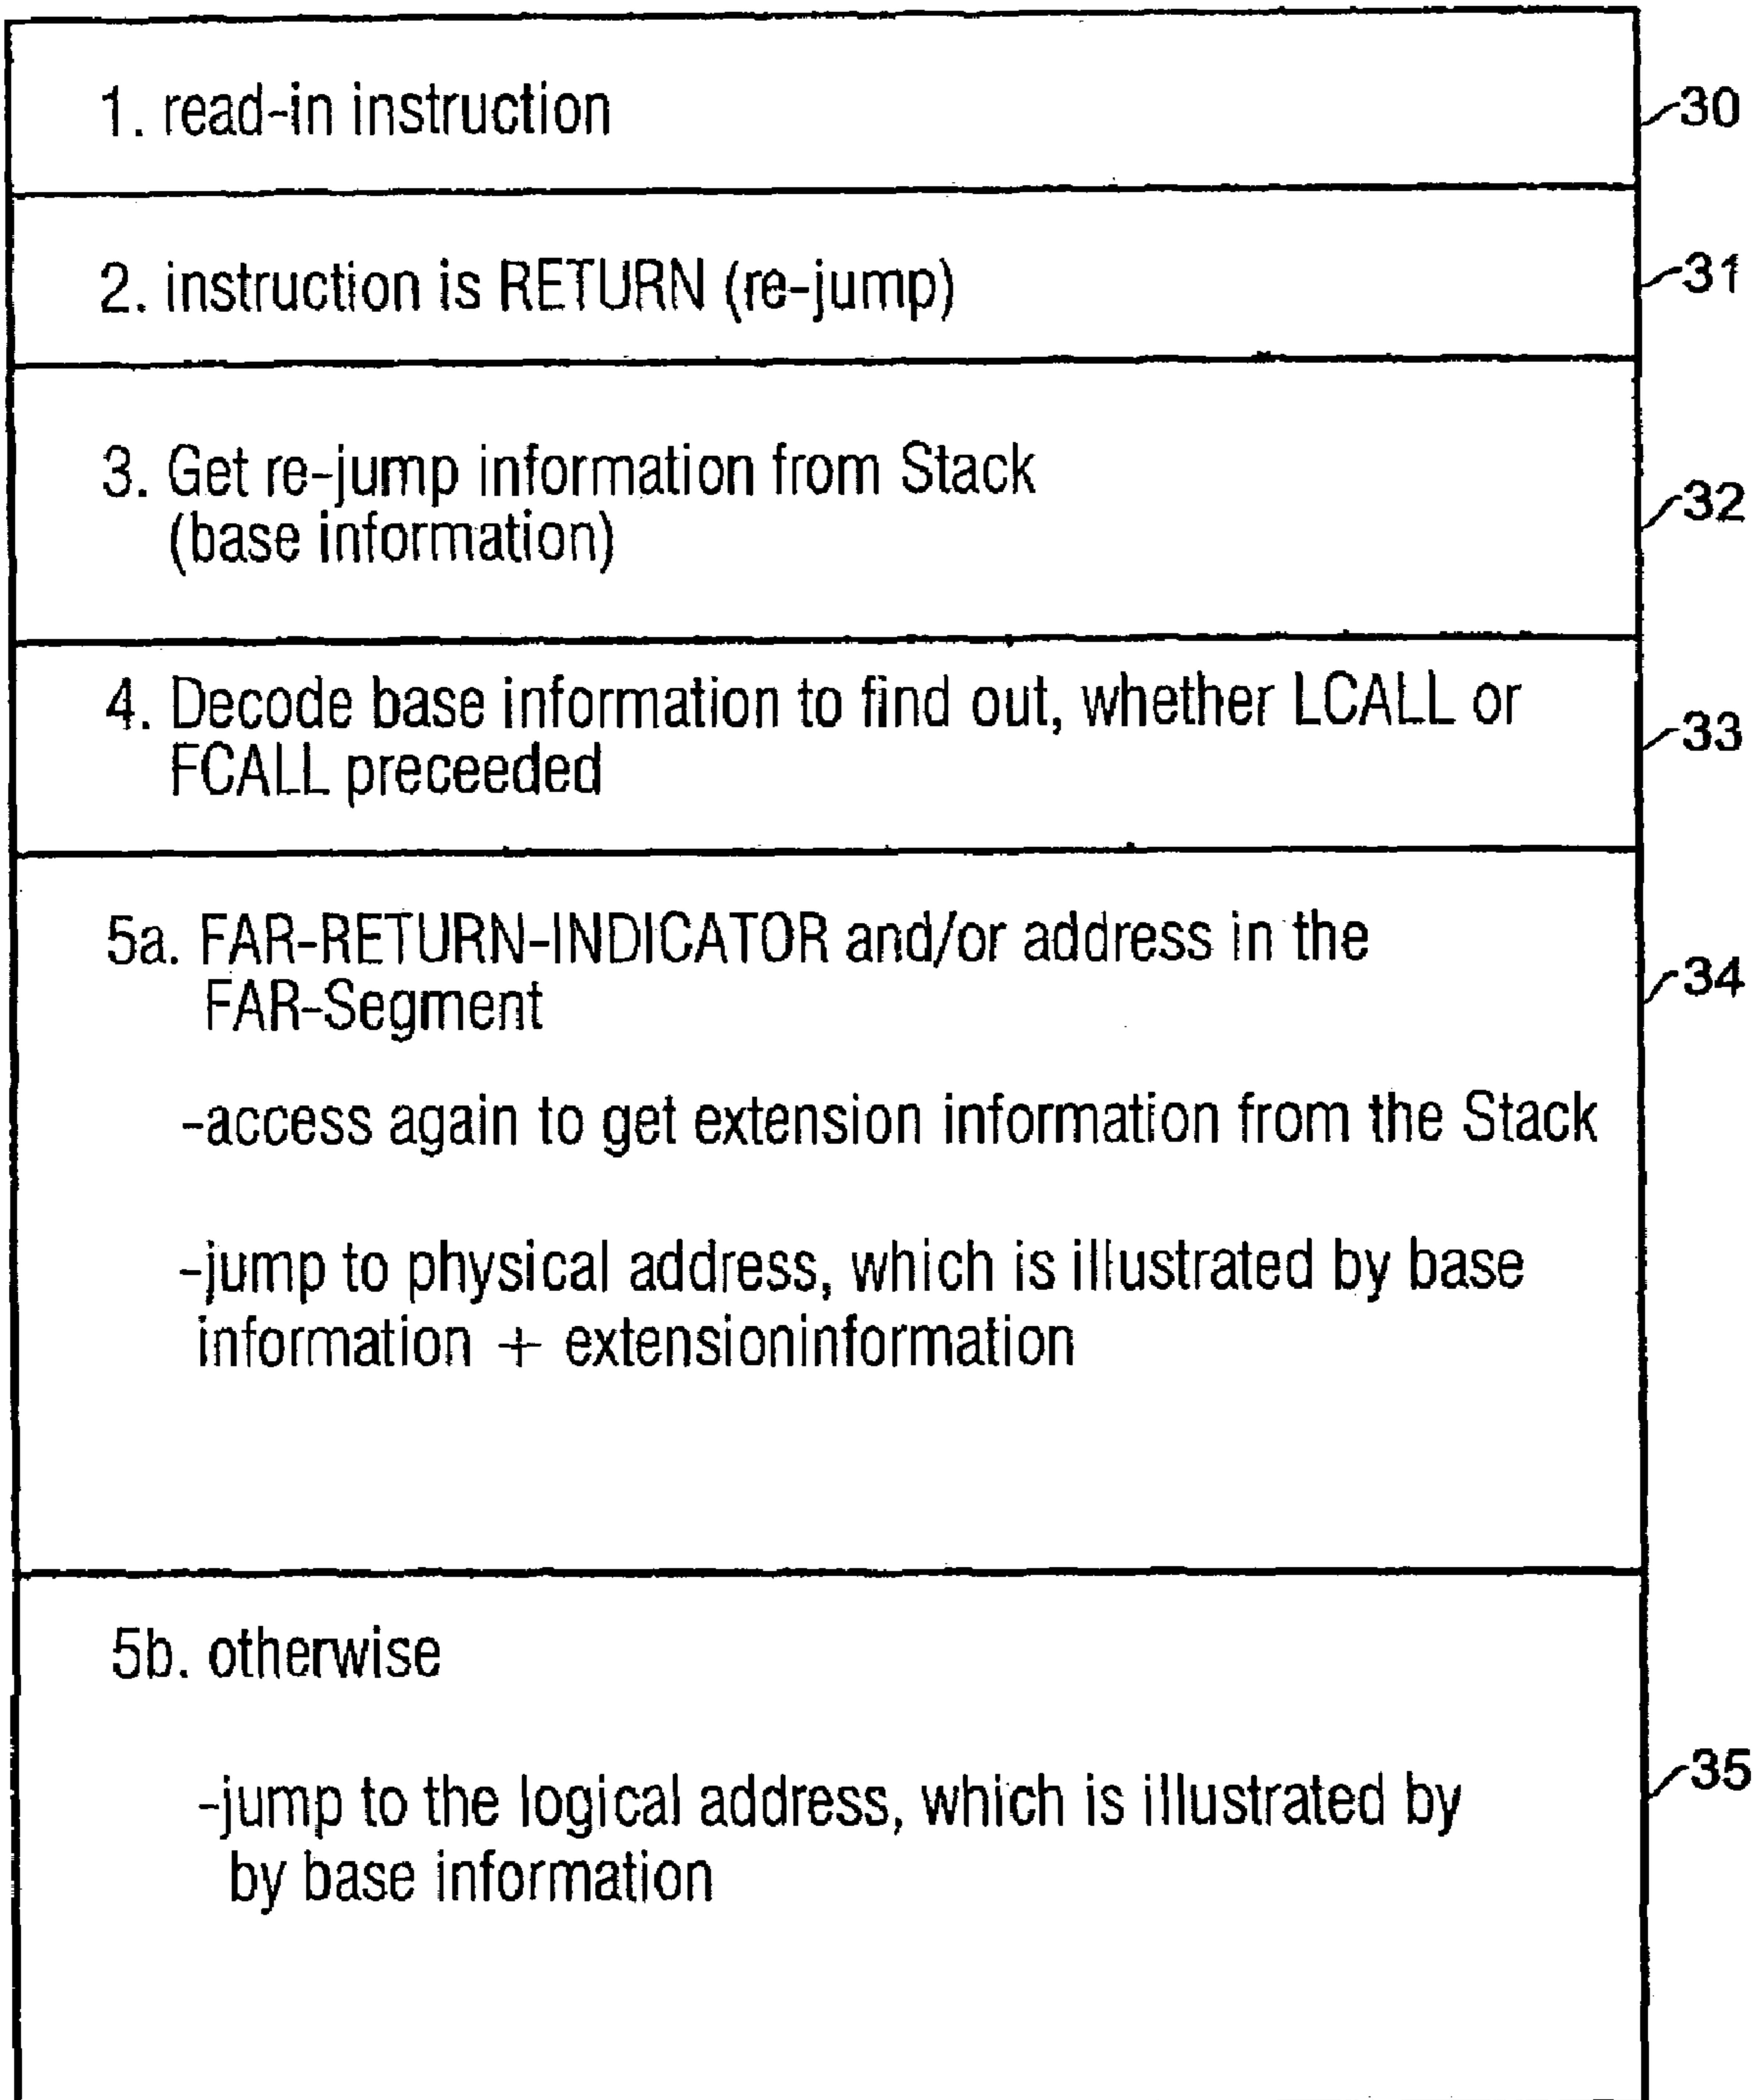 1. read-in instruction
30
2. instruction is RETURN (re-jump)
31
3. Get re-jump information from Stack
(base information)
32
4. Decode base information to find out, whether LCALL or
FCALL preceeded
33
5a. FAR-RETURN-INDICATOR and/or address in the
FAR-Segment
34
-access again to get extension information from the Stack
-jump to physical address, which is illustrated by base
information + extensioninformation
5b. otherwise
35
-jump to the logical address, which is illustrated by
by base information